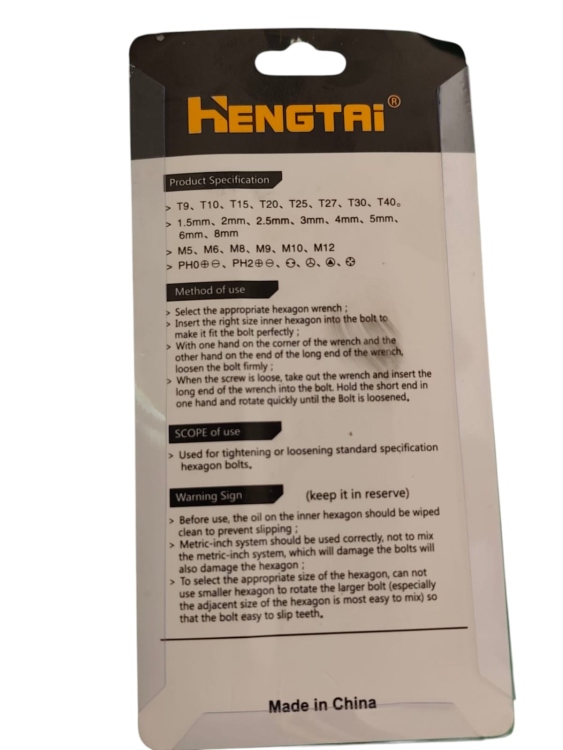 HENGTAi®
Product Specification
> T9、T10、T15、T20、T25、T27、T30、T40。
> 1.5mm、2mm、2.5mm、3mm、4mm、5mm、
6mm、8mm
> M5、M6、M8、M9、M10、M12
> PH0⊕⊖、PH2⊕⊖、
Method of use
> Select the appropriate hexagon wrench ;
> Insert the right size inner hexagon into the bolt to
make it fit the bolt perfectly ;
> With one hand on the corner of the wrench and the
other hand on the end of the long end of the wrench,
loosen the bolt firmly ;
> When the screw is loose, take out the wrench and insert the
long end of the wrench into the bolt. Hold the short end in
one hand and rotate quickly until the Bolt is loosened。
SCOPE of use
> Used for tightening or loosening standard specification
hexagon bolts。
Warning Sign (keep it in reserve)
> Before use, the oil on the inner hexagon should be wiped
clean to prevent slipping ;
> Metric-inch system should be used correctly, not to mix
the metric-inch system, which will damage the bolts will
also damage the hexagon ;
> To select the appropriate size of the hexagon, can not
use smaller hexagon to rotate the larger bolt (especially
the adjacent size of the hexagon is most easy to mix) so
that the bolt easy to slip teeth。
Made in China